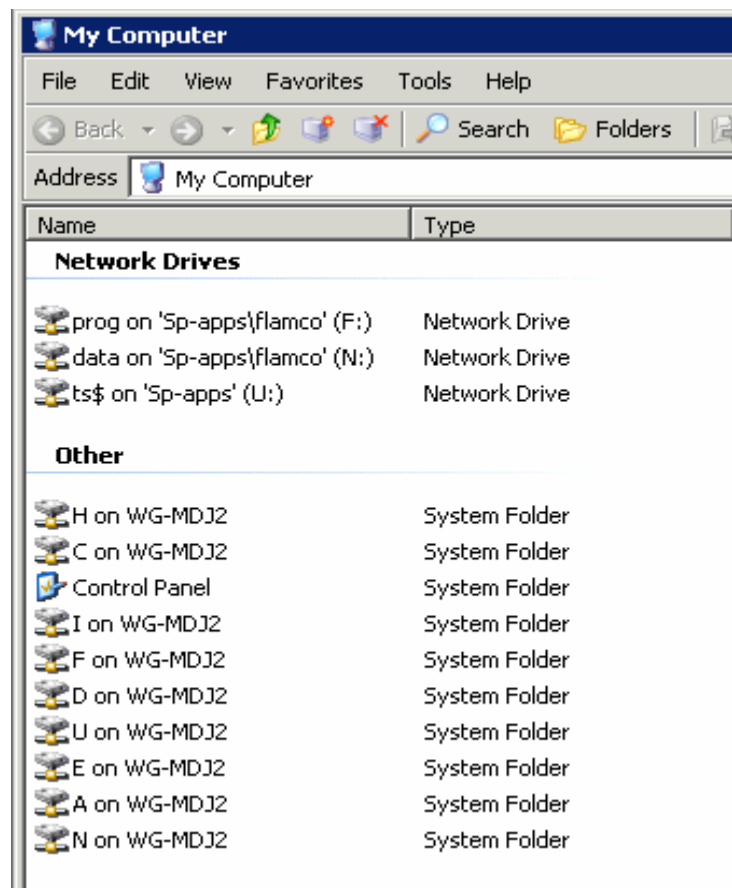 My Computer
File Edit View Favorites Tools Help
Back Search Folders
Address My Computer
Name Type
Network Drives
prog on 'Sp-apps\flamco' (F:) Network Drive
data on 'Sp-apps\flamco' (N:) Network Drive
ts$ on 'Sp-apps' (U:) Network Drive
Other
H on WG-MDJ2 System Folder
C on WG-MDJ2 System Folder
Control Panel System Folder
I on WG-MDJ2 System Folder
F on WG-MDJ2 System Folder
D on WG-MDJ2 System Folder
U on WG-MDJ2 System Folder
E on WG-MDJ2 System Folder
A on WG-MDJ2 System Folder
N on WG-MDJ2 System Folder